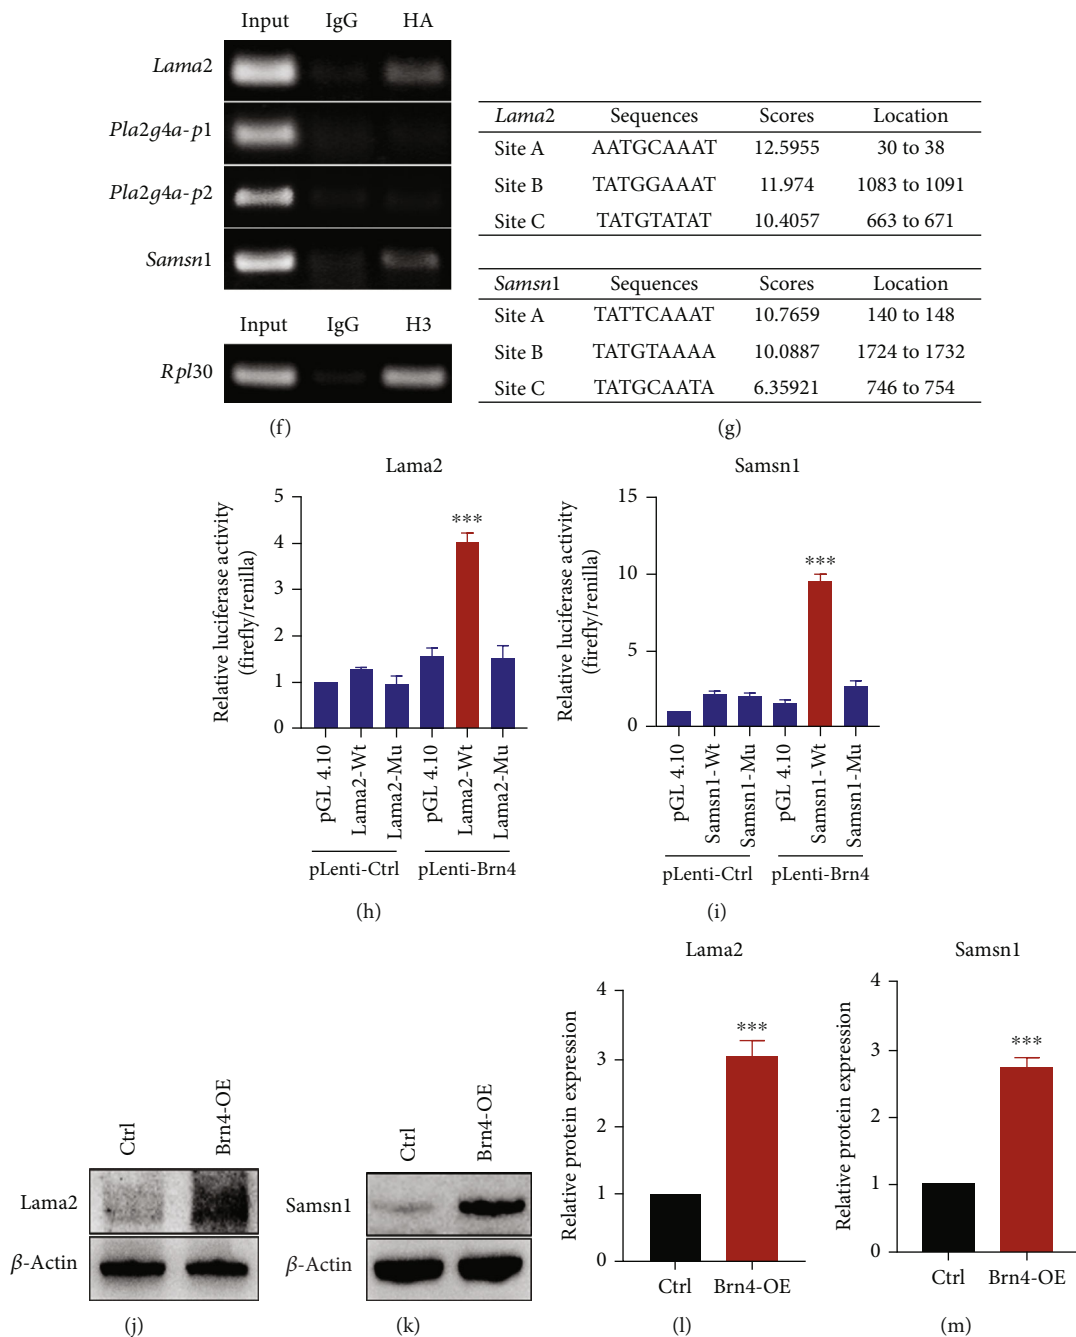 Input IgG HA
Lama2
Pla2g4a-p1
Pla2g4a-p2
Samsn1
Input IgG H3
Rpl30
(f)
Lama2 Sequences Scores Location
Site A AATGCAAAT 12.5955 30 to 38
Site B TATGGAAAT 11.974 1083 to 1091
Site C TATGTATAT 10.4057 663 to 671
Samsn1 Sequences Scores Location
Site A TATTCAAAT 10.7659 140 to 148
Site B TATGTAAAA 10.0887 1724 to 1732
Site C TATGCAATA 6.35921 746 to 754
(g)
Lama2
Relative luciferase activity
(firefly/renilla)
5
4
3
2
1
0
***
pGL 4.10
Lama2-Wt
Lama2-Mu
pGL 4.10
Lama2-Wt
Lama2-Mu
pLenti-Ctrl pLenti-Brn4
(h)
Samsn1
Relative luciferase activity
(firefly/renilla)
15
10
5
0
***
pGL 4.10
Samsn1-Wt
Samsn1-Mu
pGL 4.10
Samsn1-Wt
Samsn1-Mu
pLenti-Ctrl pLenti-Brn4
(i)
Ctrl
Brn4-OE
Lama2
β-Actin
(j)
Ctrl
Brn4-OE
Samsn1
β-Actin
(k)
Lama2
Relative protein expression
4
3
2
1
0
***
Ctrl Brn4-OE
(l)
Samsn1
Relative protein expression
4
3
2
1
0
***
Ctrl Brn4-OE
(m)